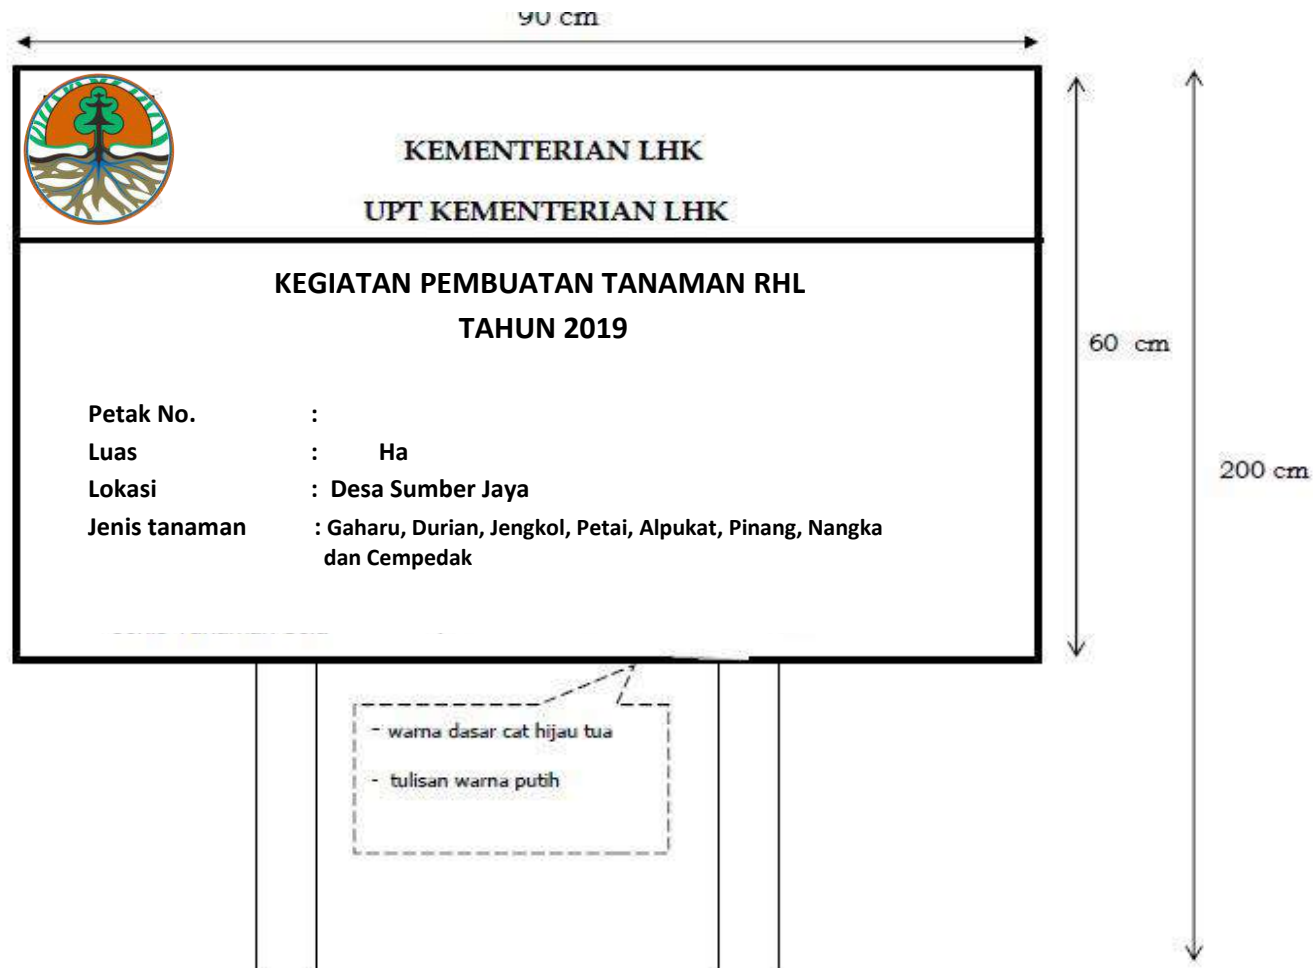 90 cm
KEMENTERIAN LHK
UPT KEMENTERIAN LHK
KEGIATAN PEMBUATAN TANAMAN RHL
TAHUN 2019
60 cm
Petak No. :
Luas : Ha
Lokasi : Desa Sumber Jaya
200 cm
Jenis tanaman : Gaharu, Durian, Jengkol, Petai, Alpukat, Pinang, Nangka
dan Cempedak
- warna dasar cat hijau tua
- tulisan warna putih